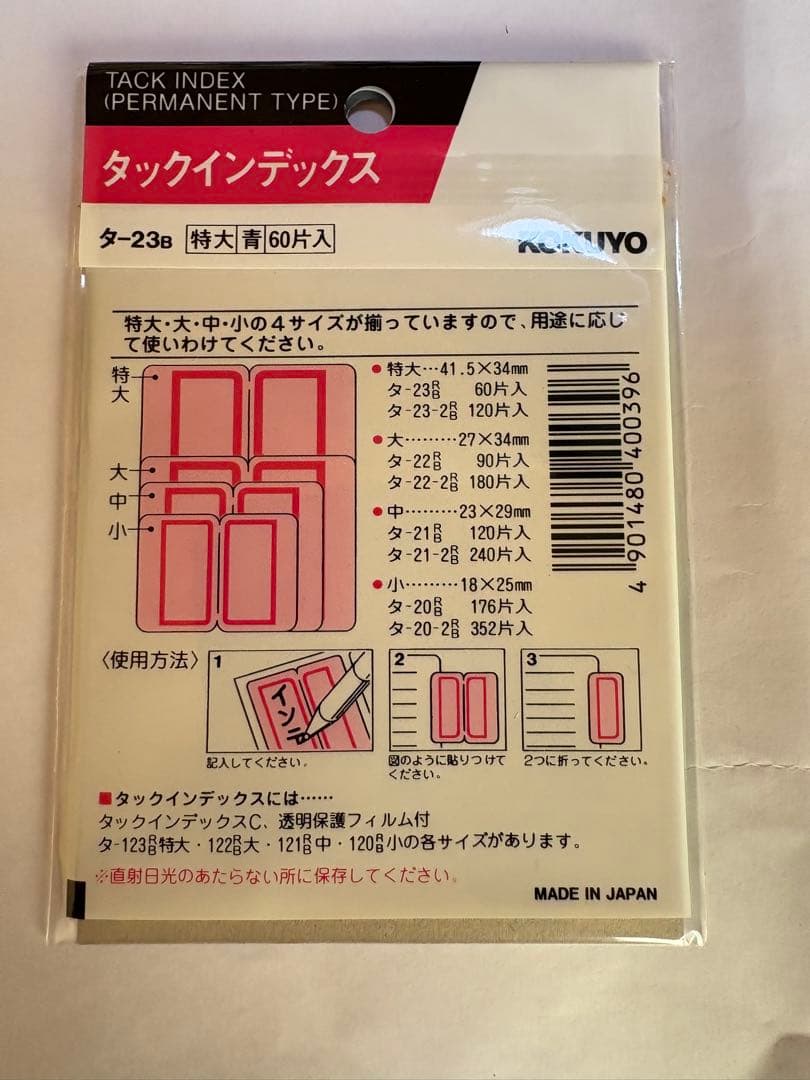 TACK INDEX
(PERMANENT TYPE)
タックインデックス
タ-23B 特大 青 60片入
KOKUYO
特大・大・中・小の4サイズが揃っていますので、用途に応じ
て使いわけてください。
特大
大
中
小
● 特大…41.5×34mm
タ-23RB 60片入
タ-23-2RB 120片入
● 大………27×34mm
タ-22RB 90片入
タ-22-2RB 180片入
● 中………23×29mm
タ-21RB 120片入
タ-21-2RB 240片入
● 小………18×25mm
タ-20RB 176片入
タ-20-2RB 352片入
4901480400396
〈使用方法〉
1
インデ
記入してください。
2
図のように貼りつけて
ください。
3
2つに折ってください。
■タックインデックスには……
タックインデックスC、透明保護フィルム付
タ-123RB特大・122RB大・121RB中・120RB小の各サイズがあります。
※直射日光のあたらない所に保存してください。
MADE IN JAPAN